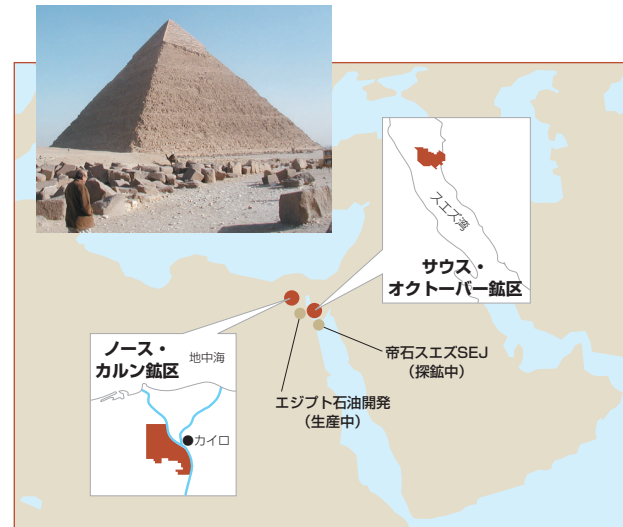 スエズ湾
サウス・
オクトーバー鉱区
ノース・
カルン鉱区
地中海
カイロ
帝石スエズSEJ
（探鉱中）
エジプト石油開発
（生産中）